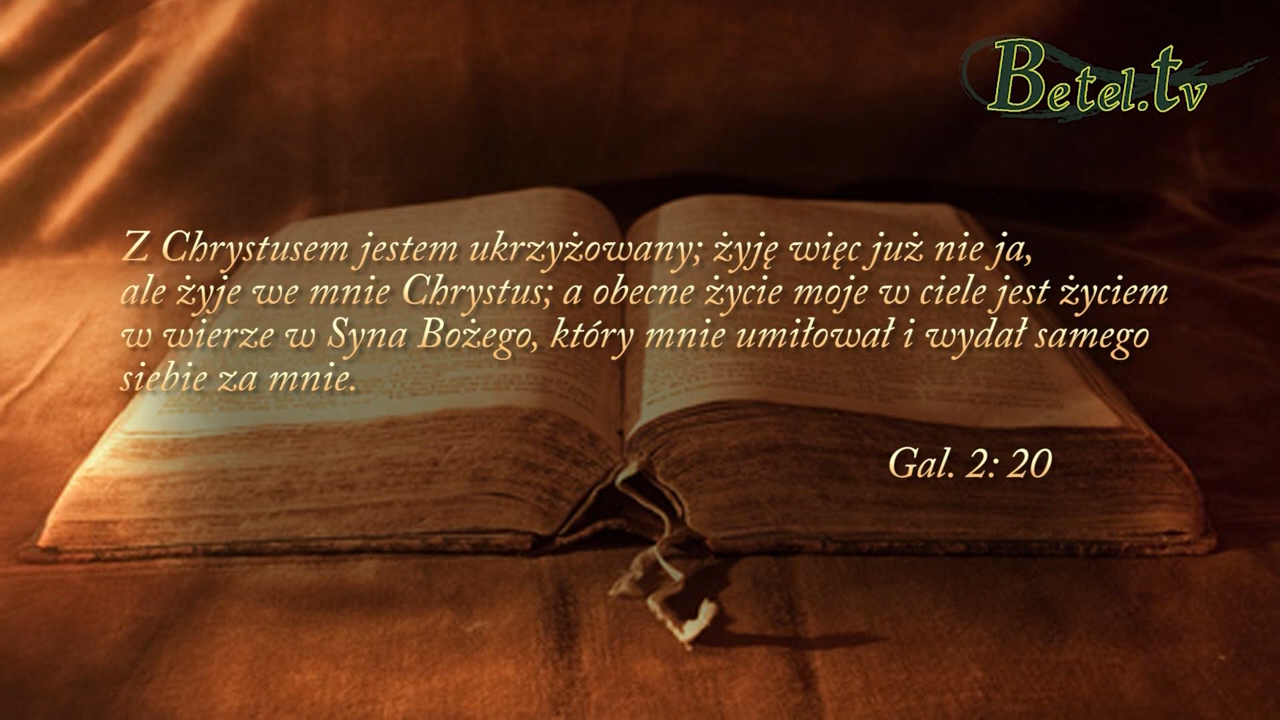 Betel.tv
Z Chrystusem jestem ukrzyżowany; żyję więc już nie ja,
ale żyje we mnie Chrystus; a obecne życie moje w ciele jest życiem
w wierze w Syna Bożego, który mnie umiłował i wydał samego
siebie za mnie.
Gal. 2: 20